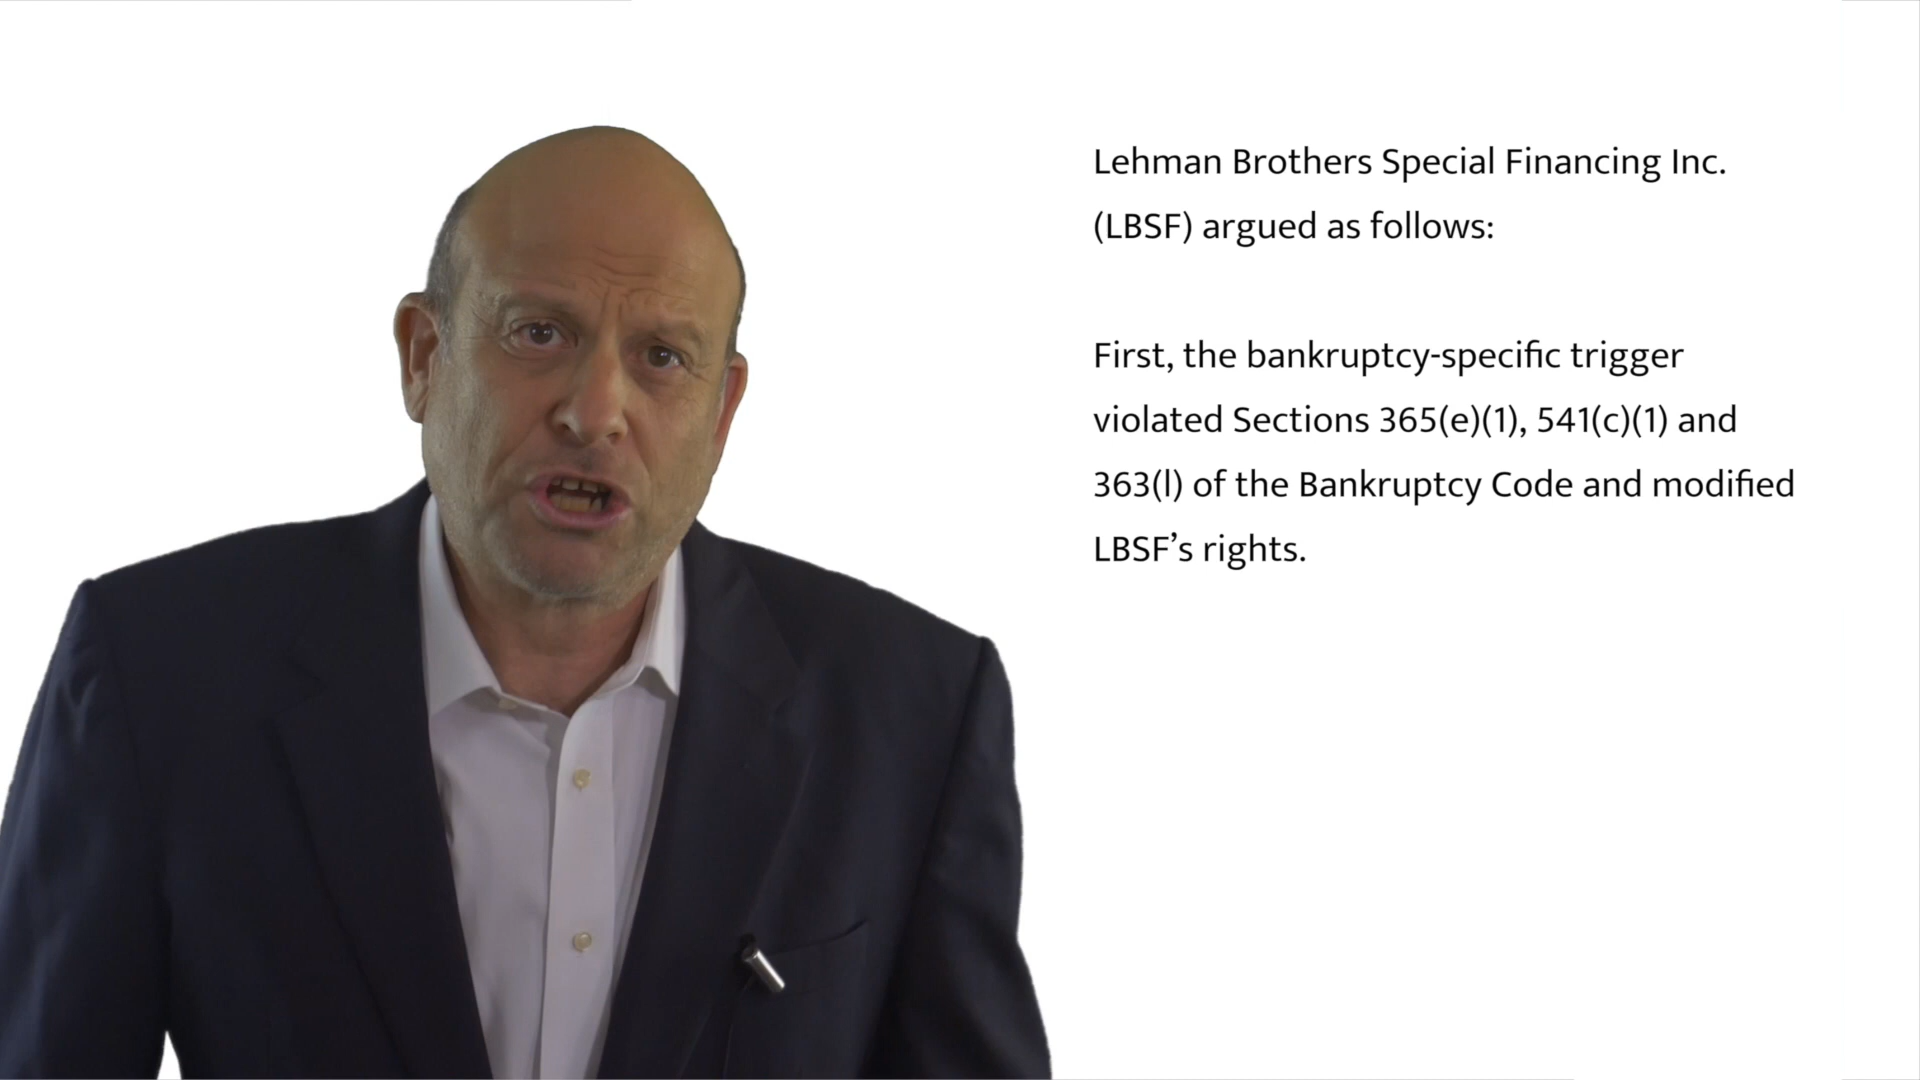 Lehman Brothers Special Financing Inc.
(LBSF) argued as follows:
First, the bankruptcy-specific trigger
violated Sections 365(e)(1), 541(c)(1) and
363(l) of the Bankruptcy Code and modified
LBSF’s rights.